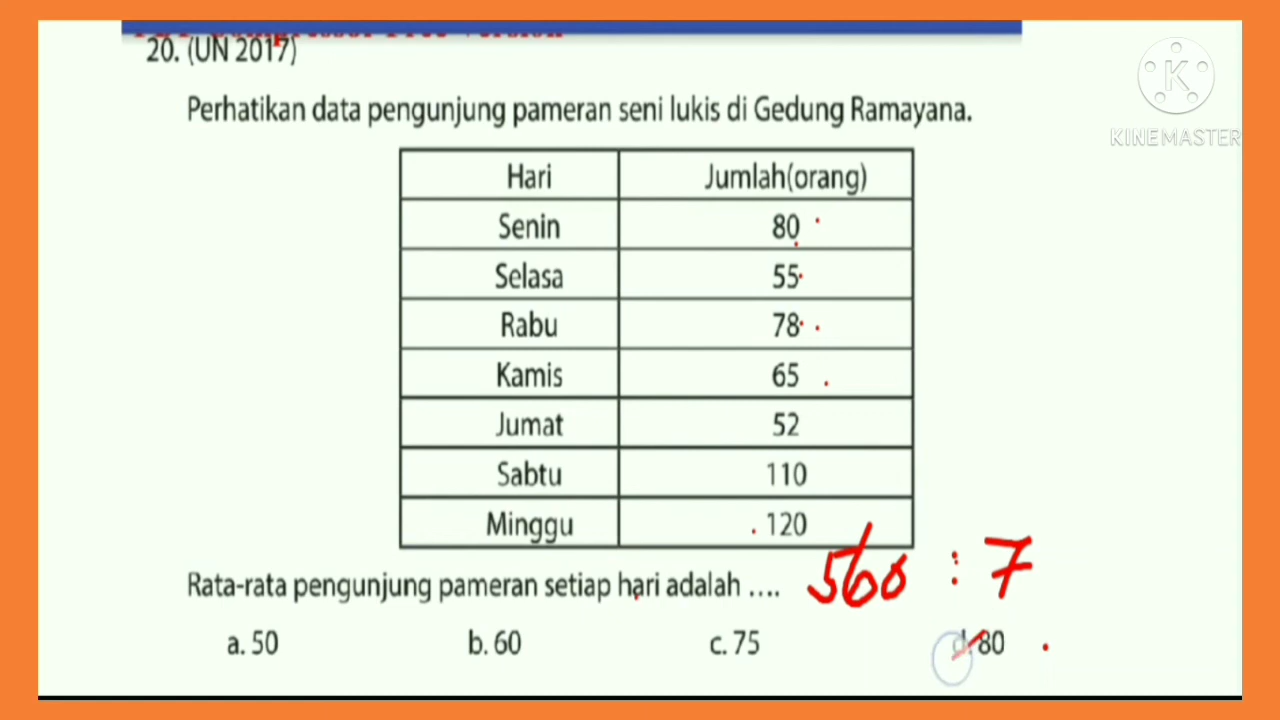 20. (UN 2017)
K
KINEMASTER
Perhatikan data pengunjung pameran seni lukis di Gedung Ramayana.
Hari Jumlah(orang)
Senin 80
Selasa 55
Rabu 78
Kamis 65
Jumat 52
Sabtu 110
Minggu 120
560 : 7
Rata-rata pengunjung pameran setiap hari adalah ....
a. 50 b. 60 c. 75 d. 80